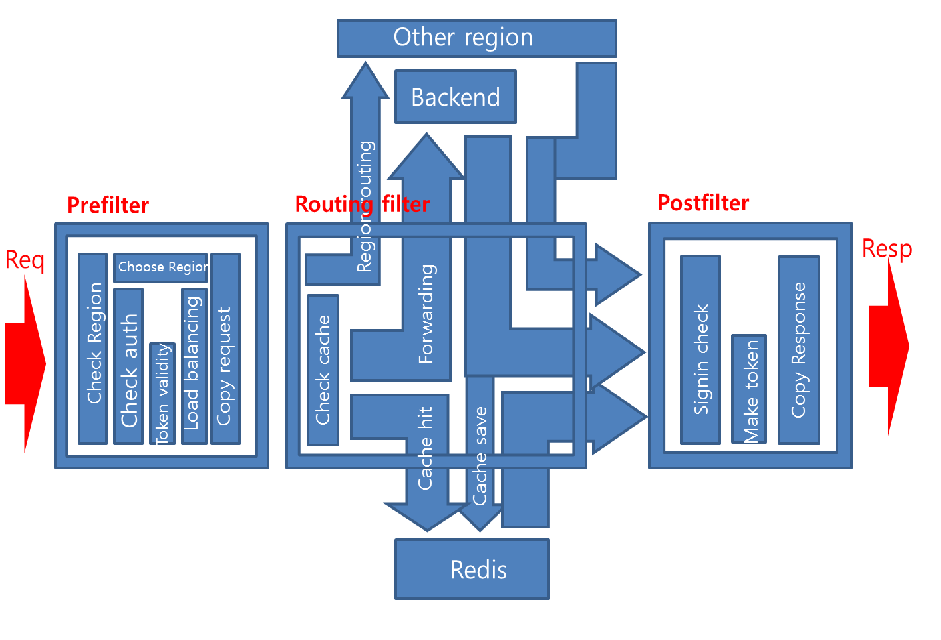 Other region
Backend
Region routing
Prefilter
Routing filter
Postfilter
Req
Resp
Check Region
Choose Region
Check auth
Token validity
Load balancing
Copy request
Check cache
Forwarding
Cache hit
Cache save
Signin check
Make token
Copy Response
Redis